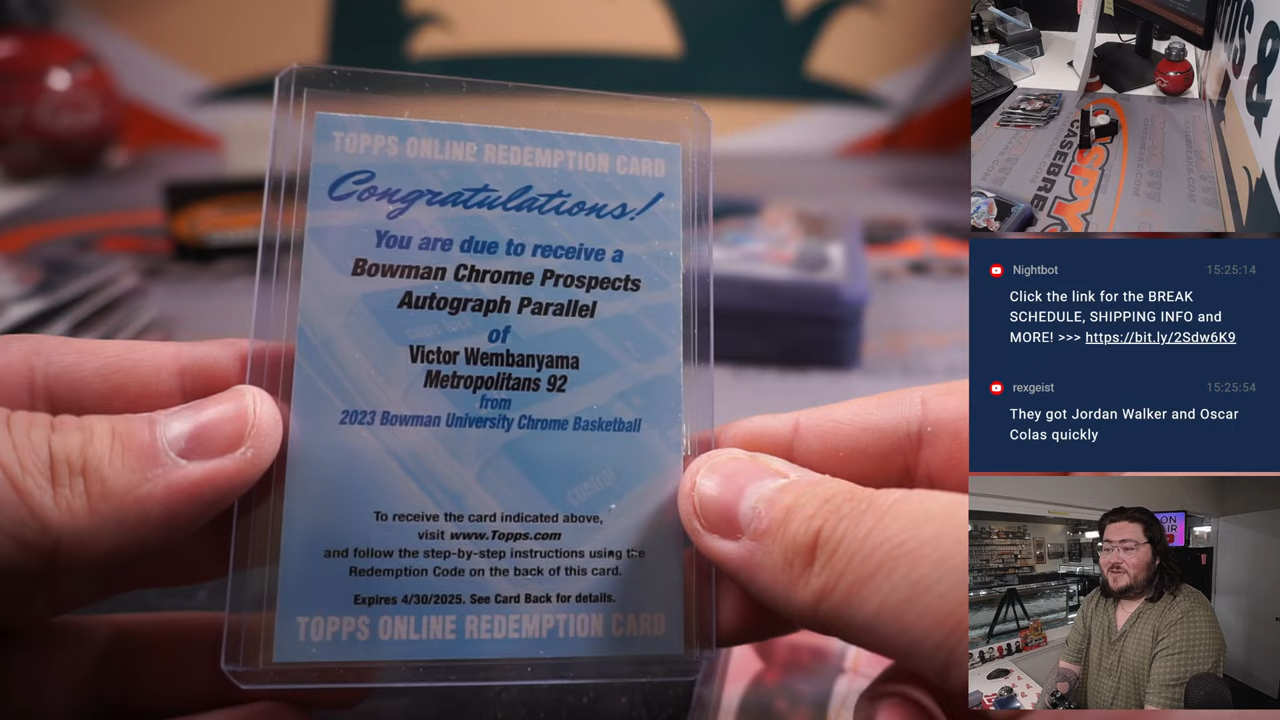 TOPPS ONLINE REDEMPTION CARD
Congratulations!
You are due to receive a
Bowman Chrome Prospects
Autograph Parallel
of
Victor Wembanyama
Metropolitans 92
from
2023 Bowman University Chrome Basketball
control
To receive the card indicated above,
visit www.Topps.com
and follow the step-by-step instructions using the
Redemption Code on the back of this card.
Expires 4/30/2025. See Card Back for details.
TOPPS ONLINE REDEMPTION CARD
&
CASEBRE
Nightbot 15:25:14
Click the link for the BREAK
SCHEDULE, SHIPPING INFO and
MORE! >>> https://bit.ly/2Sdw6K9
rexgeist 15:25:54
They got Jordan Walker and Oscar
Colas quickly
ON
AIR